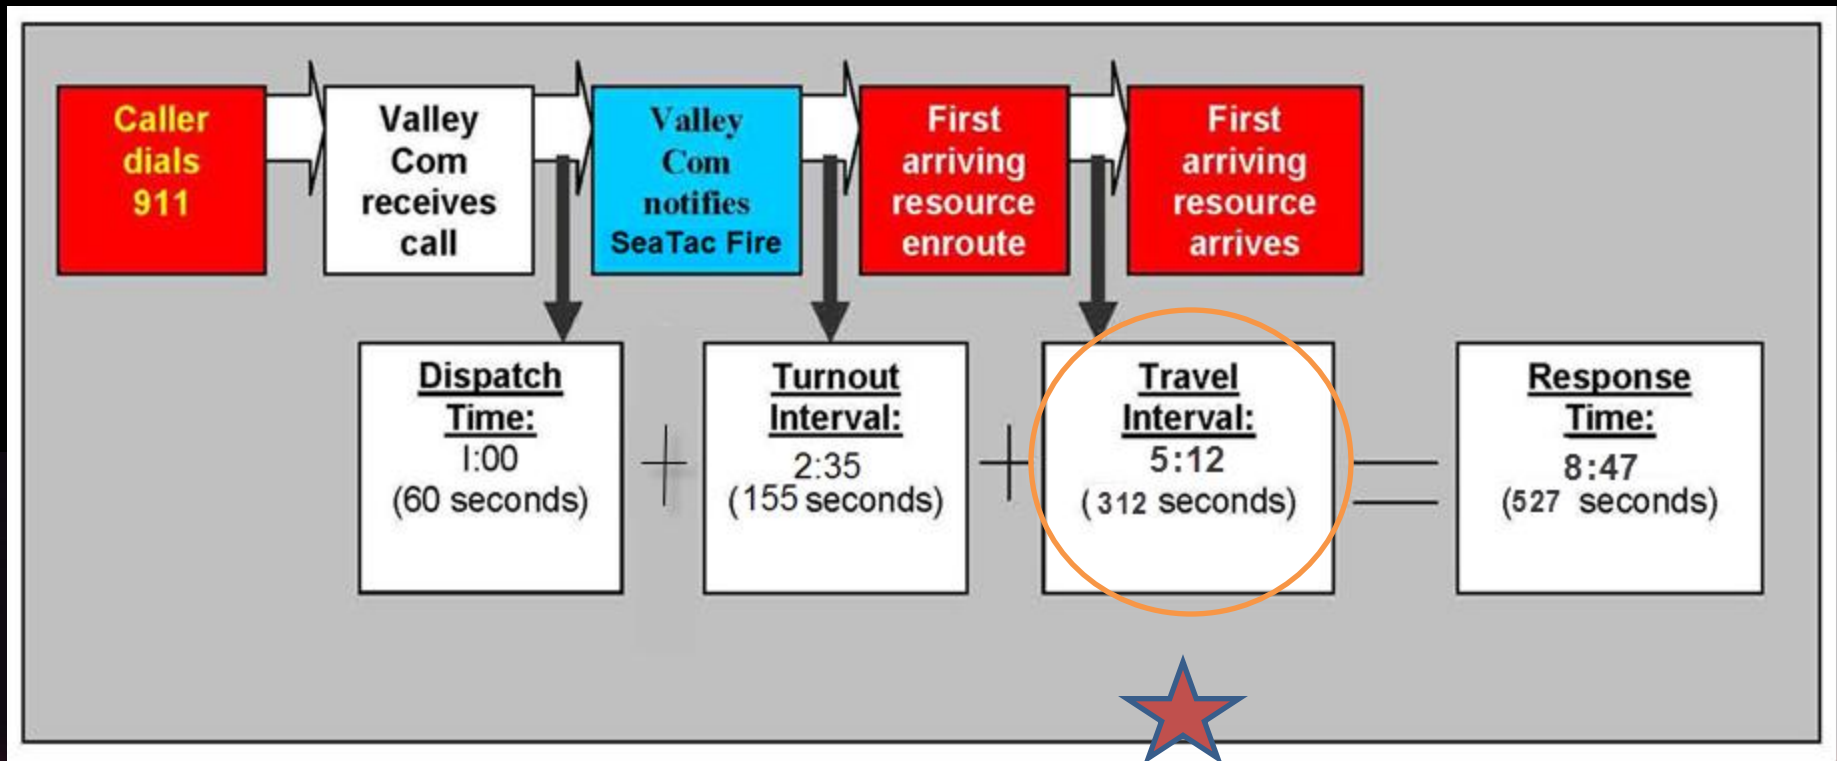 Caller
dials
911
Valley
Com
receives
call
Valley
Com
notifies
SeaTac Fire
First
arriving
resource
enroute
First
arriving
resource
arrives
Dispatch
Time:
I:00
(60 seconds)
+
Turnout
Interval:
2:35
(155 seconds)
+
Travel
Interval:
5:12
(312 seconds)
=
Response
Time:
8:47
(527 seconds)